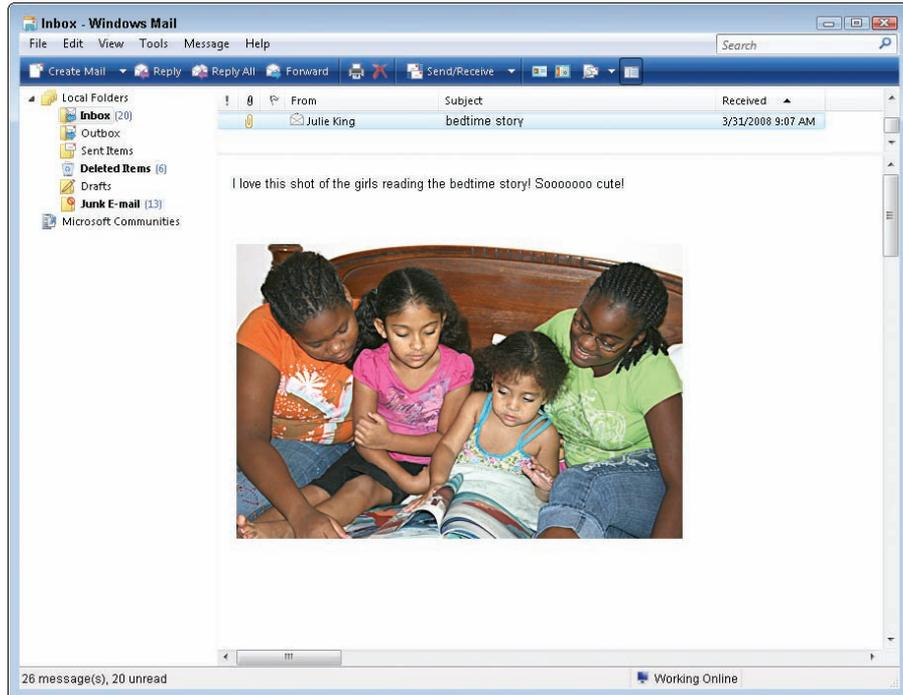 Inbox - Windows Mail
File Edit View Tools Message Help
Search
Create Mail Reply Reply All Forward Send/Receive
Local Folders
Inbox (20)
Outbox
Sent Items
Deleted Items (6)
Drafts
Junk E-mail (13)
Microsoft Communities
! From Subject Received
Julie King bedtime story 3/31/2008 9:07 AM
I love this shot of the girls reading the bedtime story! Sooooooo cute!
26 message(s), 20 unread Working Online